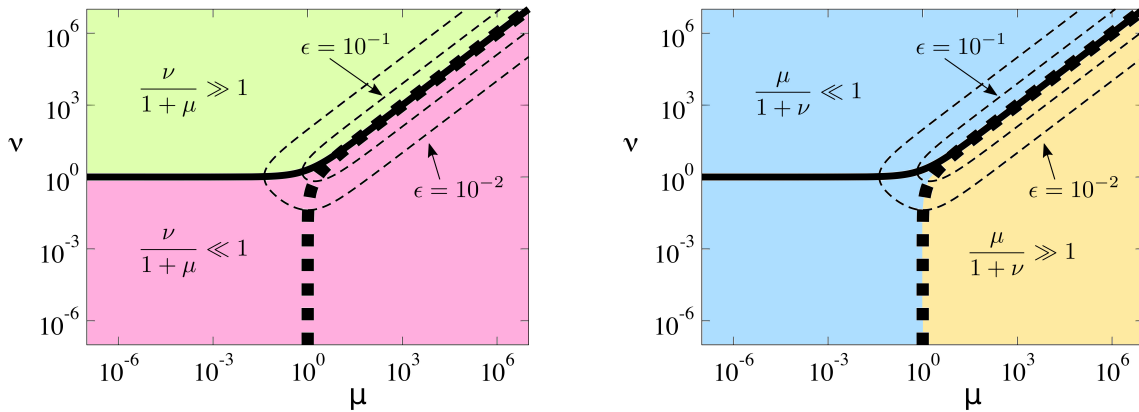 10^6
10^3
ν
10^0
10^-3
10^-6
ν / (1 + μ) ≫ 1
ϵ = 10^-1
ϵ = 10^-2
ν / (1 + μ) ≪ 1
10^-6
10^-3
10^0
10^3
10^6
μ
10^6
10^3
ν
10^0
10^-3
10^-6
μ / (1 + ν) ≪ 1
ϵ = 10^-1
ϵ = 10^-2
μ / (1 + ν) ≫ 1
10^-6
10^-3
10^0
10^3
10^6
μ